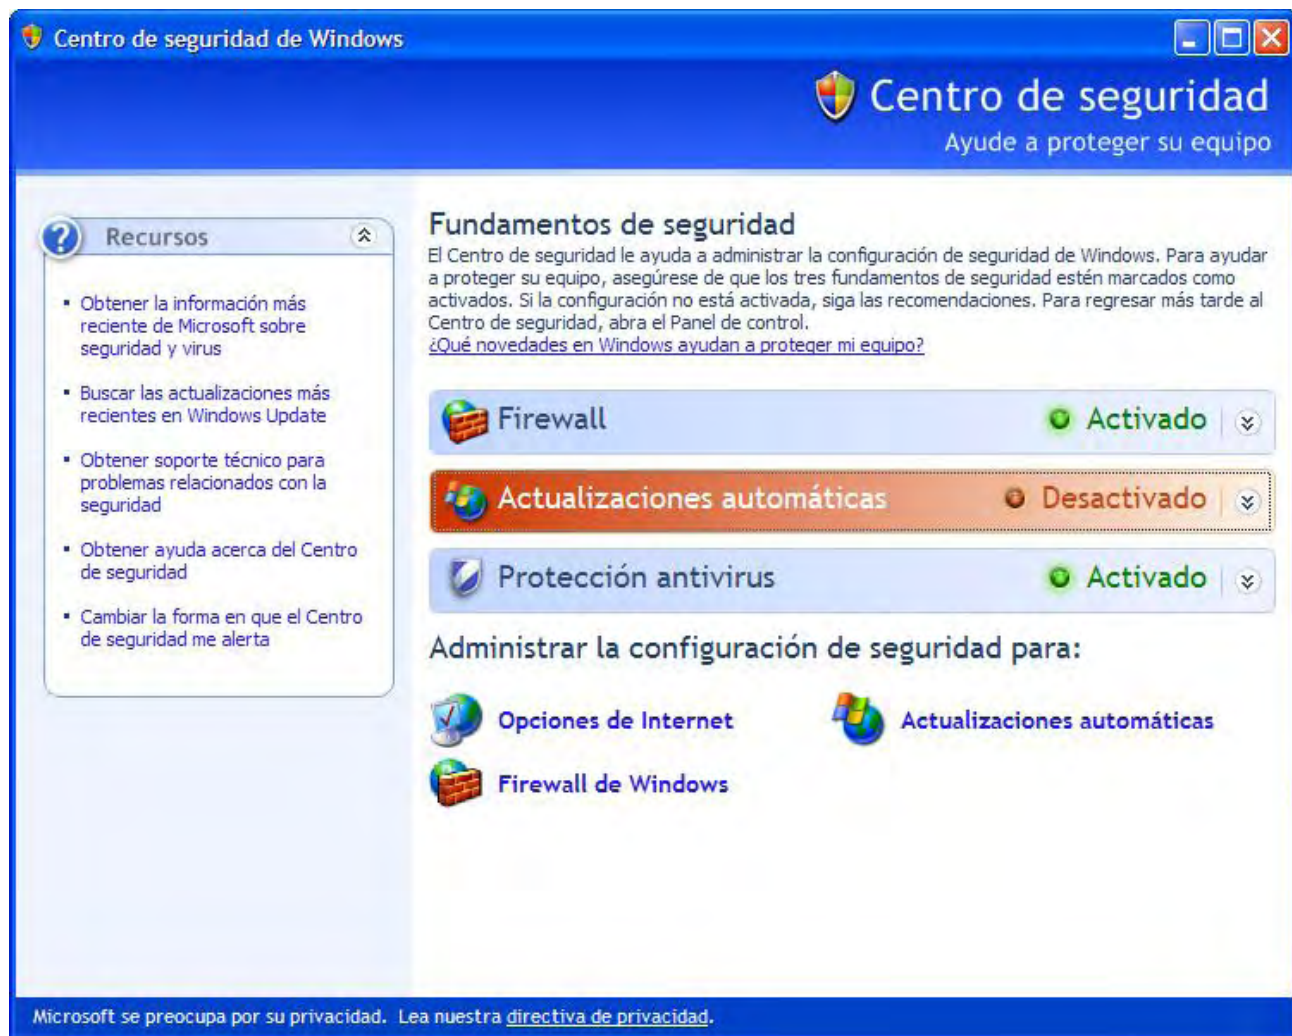 Centro de seguridad de Windows
Centro de seguridad
Ayude a proteger su equipo
Recursos
Obtener la información más
reciente de Microsoft sobre
seguridad y virus
Buscar las actualizaciones más
recientes en Windows Update
Obtener soporte técnico para
problemas relacionados con la
seguridad
Obtener ayuda acerca del Centro
de seguridad
Cambiar la forma en que el Centro
de seguridad me alerta
Fundamentos de seguridad
El Centro de seguridad le ayuda a administrar la configuración de seguridad de Windows. Para ayudar
a proteger su equipo, asegúrese de que los tres fundamentos de seguridad estén marcados como
activados. Si la configuración no está activada, siga las recomendaciones. Para regresar más tarde al
Centro de seguridad, abra el Panel de control.
¿Qué novedades en Windows ayudan a proteger mi equipo?
Firewall Activado
Actualizaciones automáticas Desactivado
Protección antivirus Activado
Administrar la configuración de seguridad para:
Opciones de Internet Actualizaciones automáticas
Firewall de Windows
Microsoft se preocupa por su privacidad. Lea nuestra directiva de privacidad.